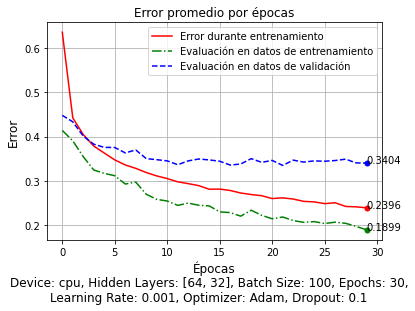 Error promedio por épocas
Error durante entrenamiento
Evaluación en datos de entrenamiento
Evaluación en datos de validación
Error
0.6
0.5
0.4
0.3
0.2
0.3404
0.2396
0.1899
0 5 10 15 20 25 30
Épocas
Device: cpu, Hidden Layers: [64, 32], Batch Size: 100, Epochs: 30,
Learning Rate: 0.001, Optimizer: Adam, Dropout: 0.1